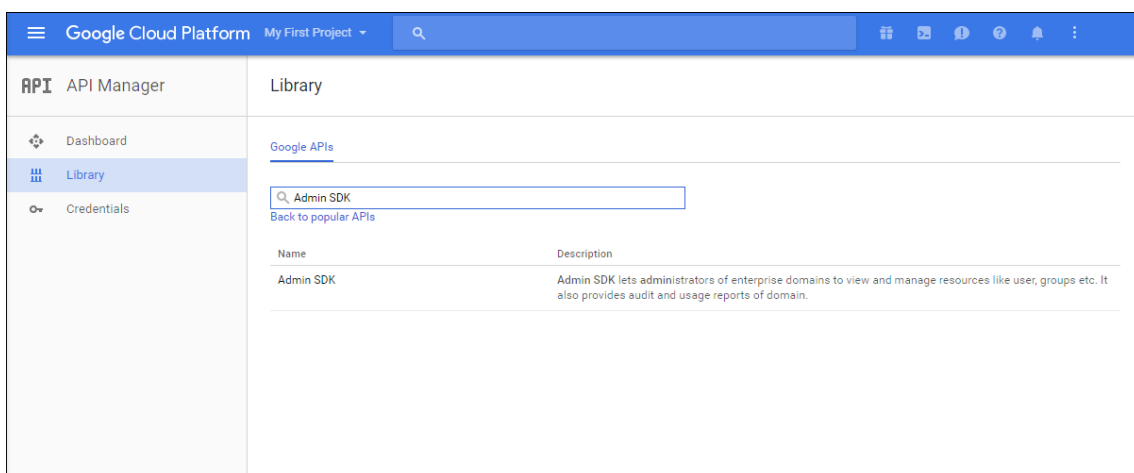 Google Cloud Platform My First Project
API API Manager
Library
Dashboard
Library
Credentials
Google APIs
Admin SDK
Back to popular APIs
Name Description
Admin SDK Admin SDK lets administrators of enterprise domains to view and manage resources like user, groups etc. It
also provides audit and usage reports of domain.